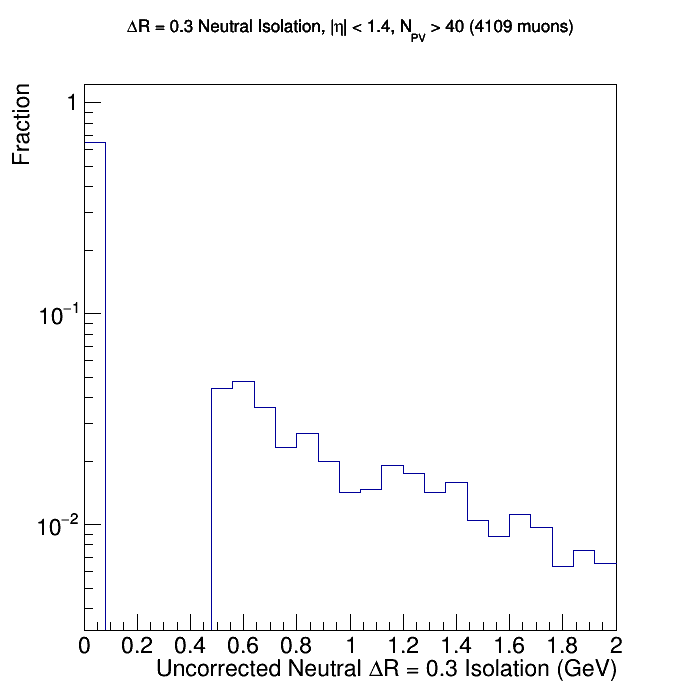 ΔR = 0.3 Neutral Isolation, |η| < 1.4, N_PV > 40 (4109 muons)
Fraction
1
10⁻¹
10⁻²
0 0.2 0.4 0.6 0.8 1 1.2 1.4 1.6 1.8 2
Uncorrected Neutral ΔR = 0.3 Isolation (GeV)